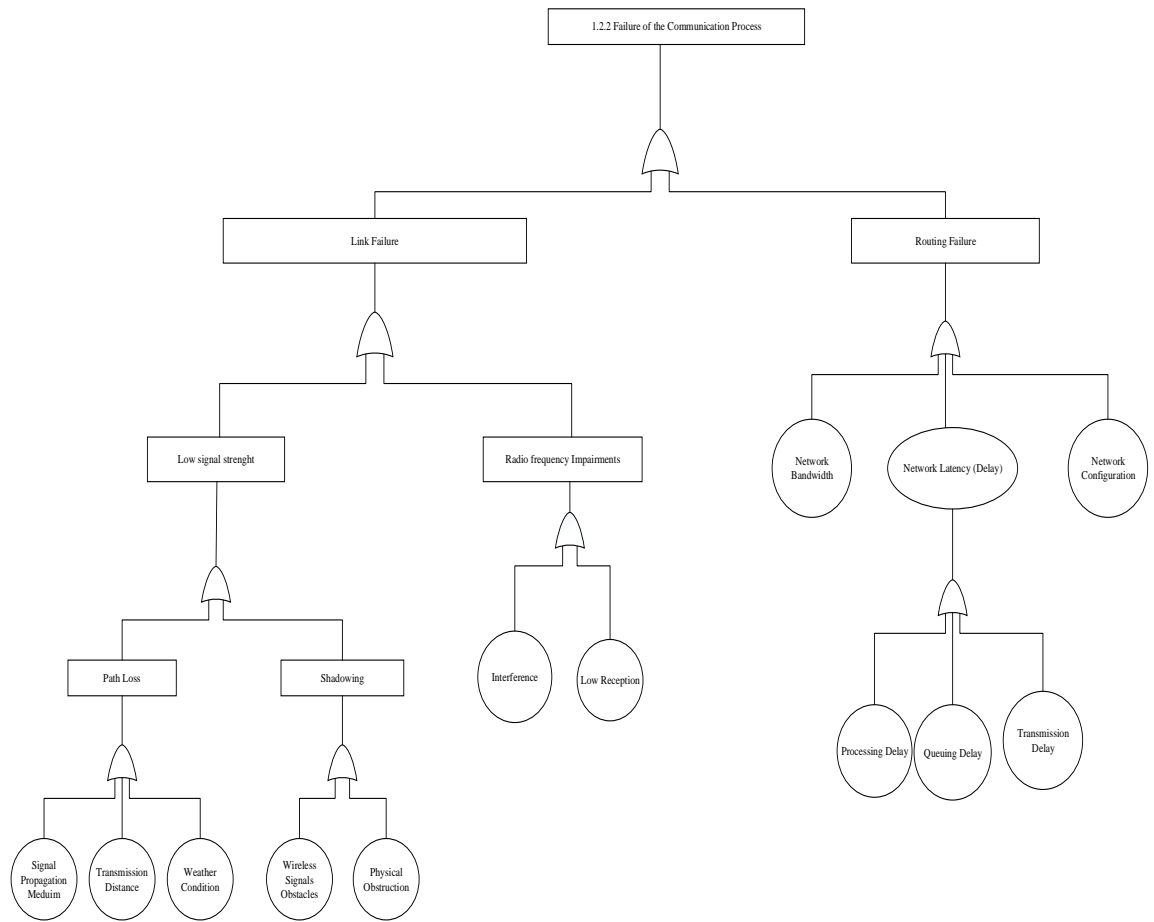 1.2.2 Failure of the Communication Process
Link Failure
Routing Failure
Low signal strenght
Radio frequency Impairments
Network
Bandwidth
Network Latency (Delay)
Network
Configuration
Path Loss
Shadowing
Interference
Low Reception
Processing Delay
Queuing Delay
Transmission
Delay
Signal
Propagation
Meduim
Transmission
Distance
Weather
Condition
Wireless
Signals
Obstacles
Physical
Obstruction